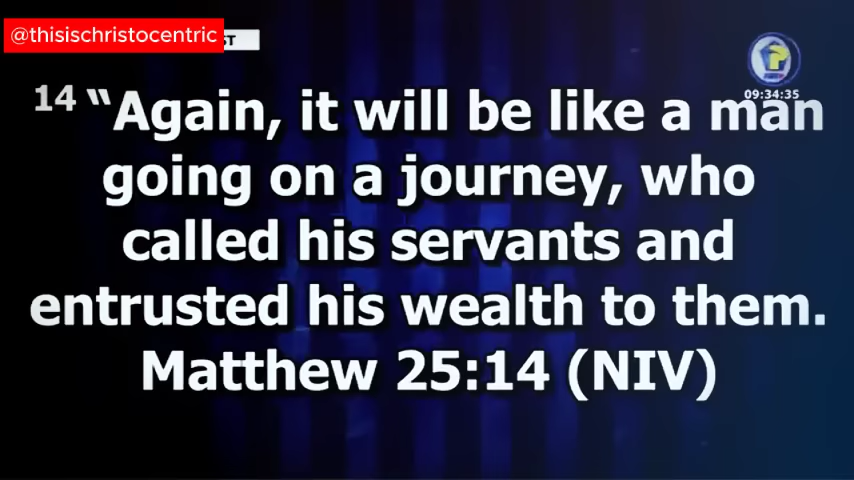 @thisischristocentric
ST
09:34:35
14 “Again, it will be like a man
going on a journey, who
called his servants and
entrusted his wealth to them.
Matthew 25:14 (NIV)